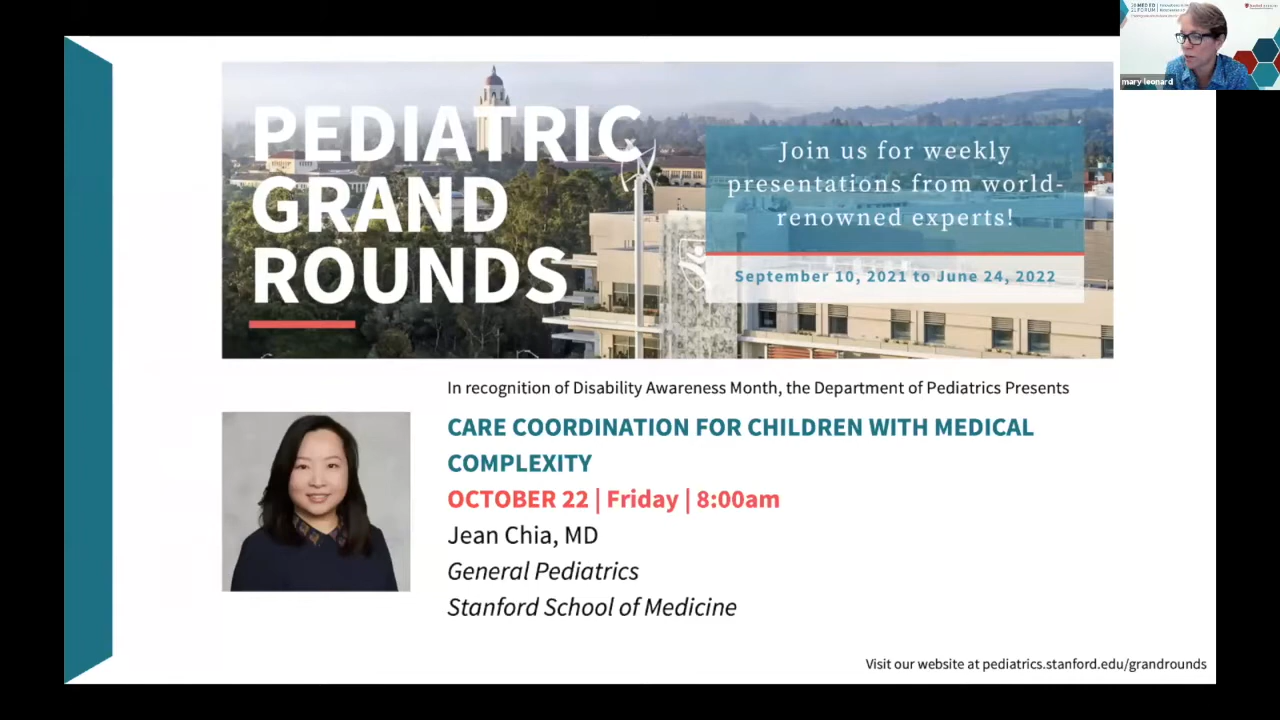 PEDIATRIC
GRAND
ROUNDS
Join us for weekly
presentations from world-
renowned experts!
September 10, 2021 to June 24, 2022
In recognition of Disability Awareness Month, the Department of Pediatrics Presents
CARE COORDINATION FOR CHILDREN WITH MEDICAL
COMPLEXITY
OCTOBER 22 | Friday | 8:00am
Jean Chia, MD
General Pediatrics
Stanford School of Medicine
Visit our website at pediatrics.stanford.edu/grandrounds
MED ED
FORUM
mary leonard